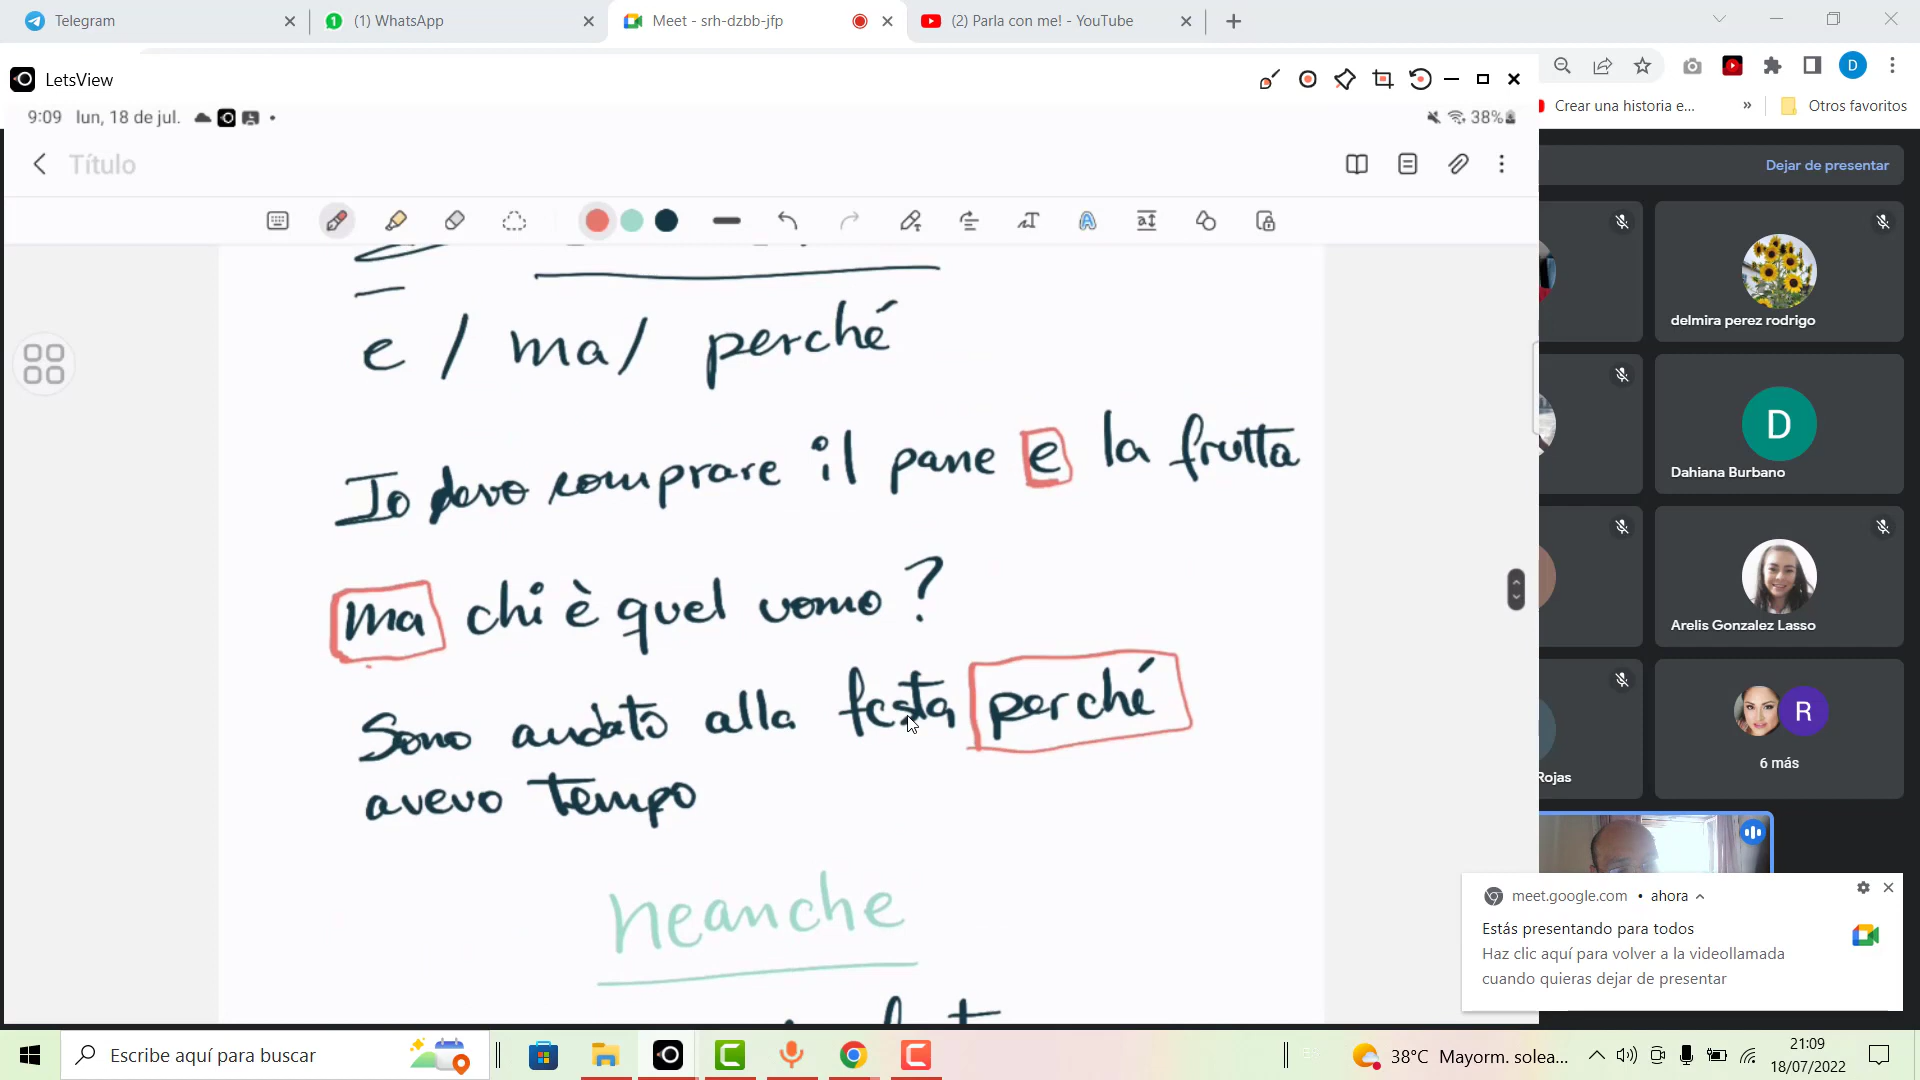 Telegram
(1) WhatsApp
Meet - srh-dzbb-jfp
(2) Parla con me! - YouTube
LetsView
D
Crear una historia e...
»
Otros favoritos
9:09 lun, 18 de jul.
38%
Título
Dejar de presentar
e / ma / perché
Io devo comprare il pane e la frutta
ma chi è quel uomo ?
Sono andato alla festa perché
avevo tempo
neanche
delmira perez rodrigo
D
Dahiana Burbano
Arelis Gonzalez Lasso
Rojas
R
6 más
meet.google.com • ahora
Estás presentando para todos
Haz clic aquí para volver a la videollamada
cuando quieras dejar de presentar
Escribe aquí para buscar
38°C Mayorm. solea...
21:09
18/07/2022